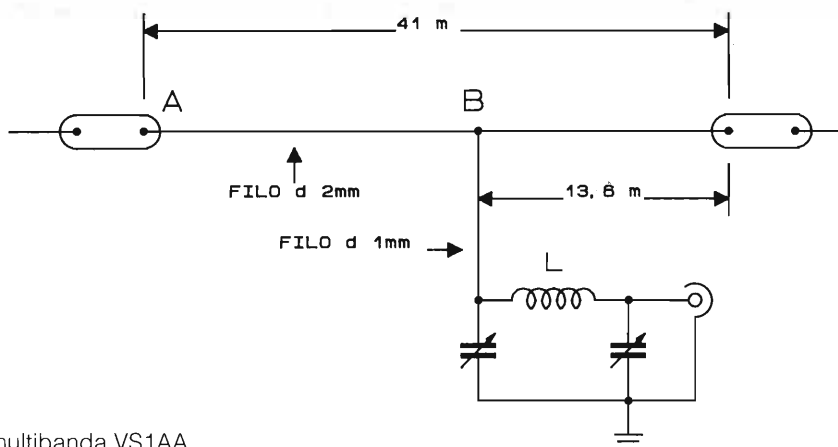 41 m
A
B
FILO d 2mm
13,6 m
FILO d 1mm
L
multibanda VS1AA